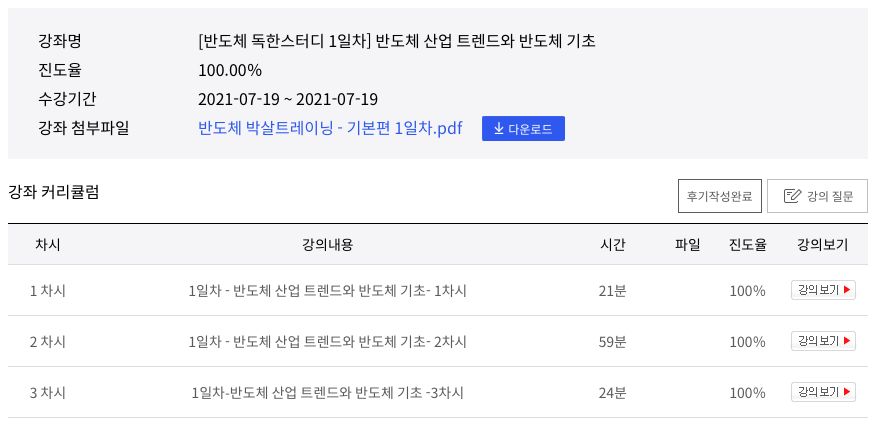 강좌명 [반도체 독한스터디 1일차] 반도체 산업 트렌드와 반도체 기초
진도율 100.00%
수강기간 2021-07-19 ~ 2021-07-19
강좌 첨부파일 반도체 박살트레이닝 - 기본편 1일차.pdf 다운로드
강좌 커리큘럼 후기작성완료 강의 질문
차시 강의내용 시간 파일 진도율 강의보기
1 차시 1일차 - 반도체 산업 트렌드와 반도체 기초- 1차시 21분 100% 강의보기
2 차시 1일차 - 반도체 산업 트렌드와 반도체 기초- 2차시 59분 100% 강의보기
3 차시 1일차-반도체 산업 트렌드와 반도체 기초 -3차시 24분 100% 강의보기